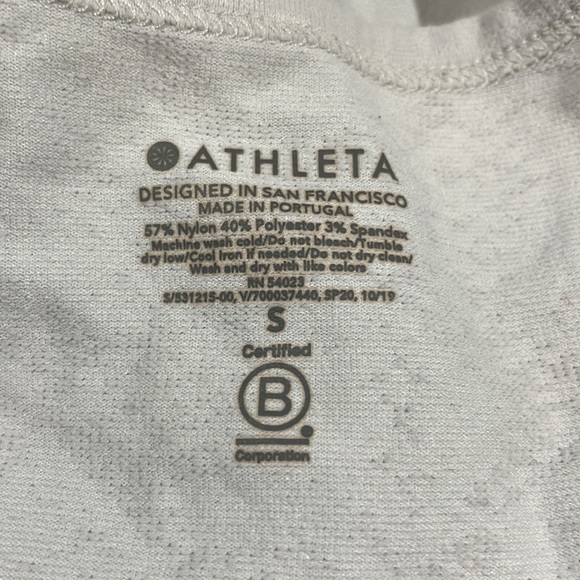 ATHLETA
DESIGNED IN SAN FRANCISCO
MADE IN PORTUGAL
57% Nylon 40% Polyester 3% Spandex
Machine wash cold/Do not bleach/Tumble
dry low/Cool iron if needed/Do not dry clean/
Wash and dry with like colors
RN 54023
S/531215-00, V/700037440, SP20, 10/19
S
Certified
B
Corporation